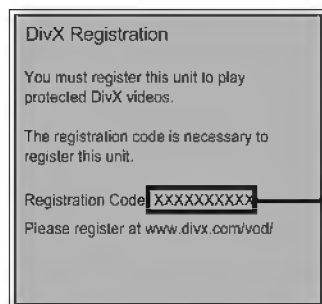 DivX Registration
You must register this unit to play
protected DivX videos.
The registration code is necessary to
register this unit.
Registration Code XXXXXXXXXX
Please register at www.divx.com/vod/